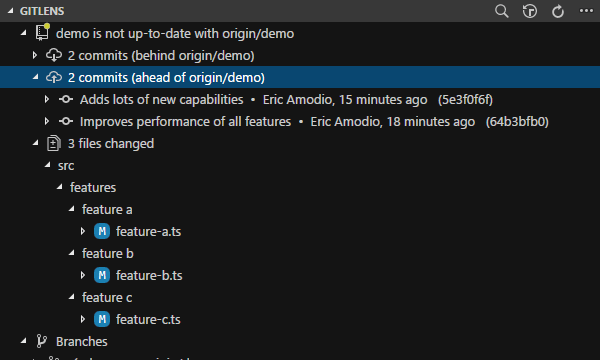 GITLENS
demo is not up-to-date with origin/demo
2 commits (behind origin/demo)
2 commits (ahead of origin/demo)
Adds lots of new capabilities • Eric Amodio, 15 minutes ago (5e3f0f6f)
Improves performance of all features • Eric Amodio, 18 minutes ago (64b3bfb0)
3 files changed
src
features
feature a
M feature-a.ts
feature b
M feature-b.ts
feature c
M feature-c.ts
Branches